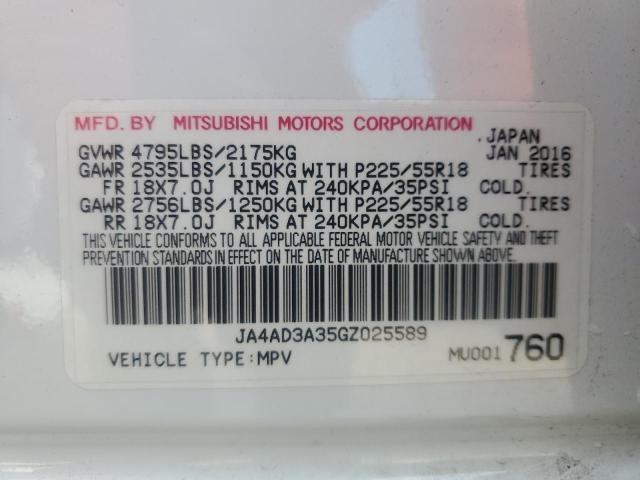 MFD. BY MITSUBISHI MOTORS CORPORATION
. JAPAN
GVWR 4795LBS/2175KG JAN 2016
GAWR 2535LBS/1150KG WITH P225/55R18 TIRES
FR 18X7.0J RIMS AT 240KPA/35PSI COLD.
GAWR 2756LBS/1250KG WITH P225/55R18 TIRES
RR 18X7.0J RIMS AT 240KPA/35PSI COLD.
THIS VEHICLE CONFORMS TO ALL APPLICABLE FEDERAL MOTOR VEHICLE SAFETY AND THEFT
PREVENTION STANDARDS IN EFFECT ON THE DATE OF MANUFACTURE SHOWN ABOVE.
JA4AD3A35GZ025589
VEHICLE TYPE:MPV MU001760